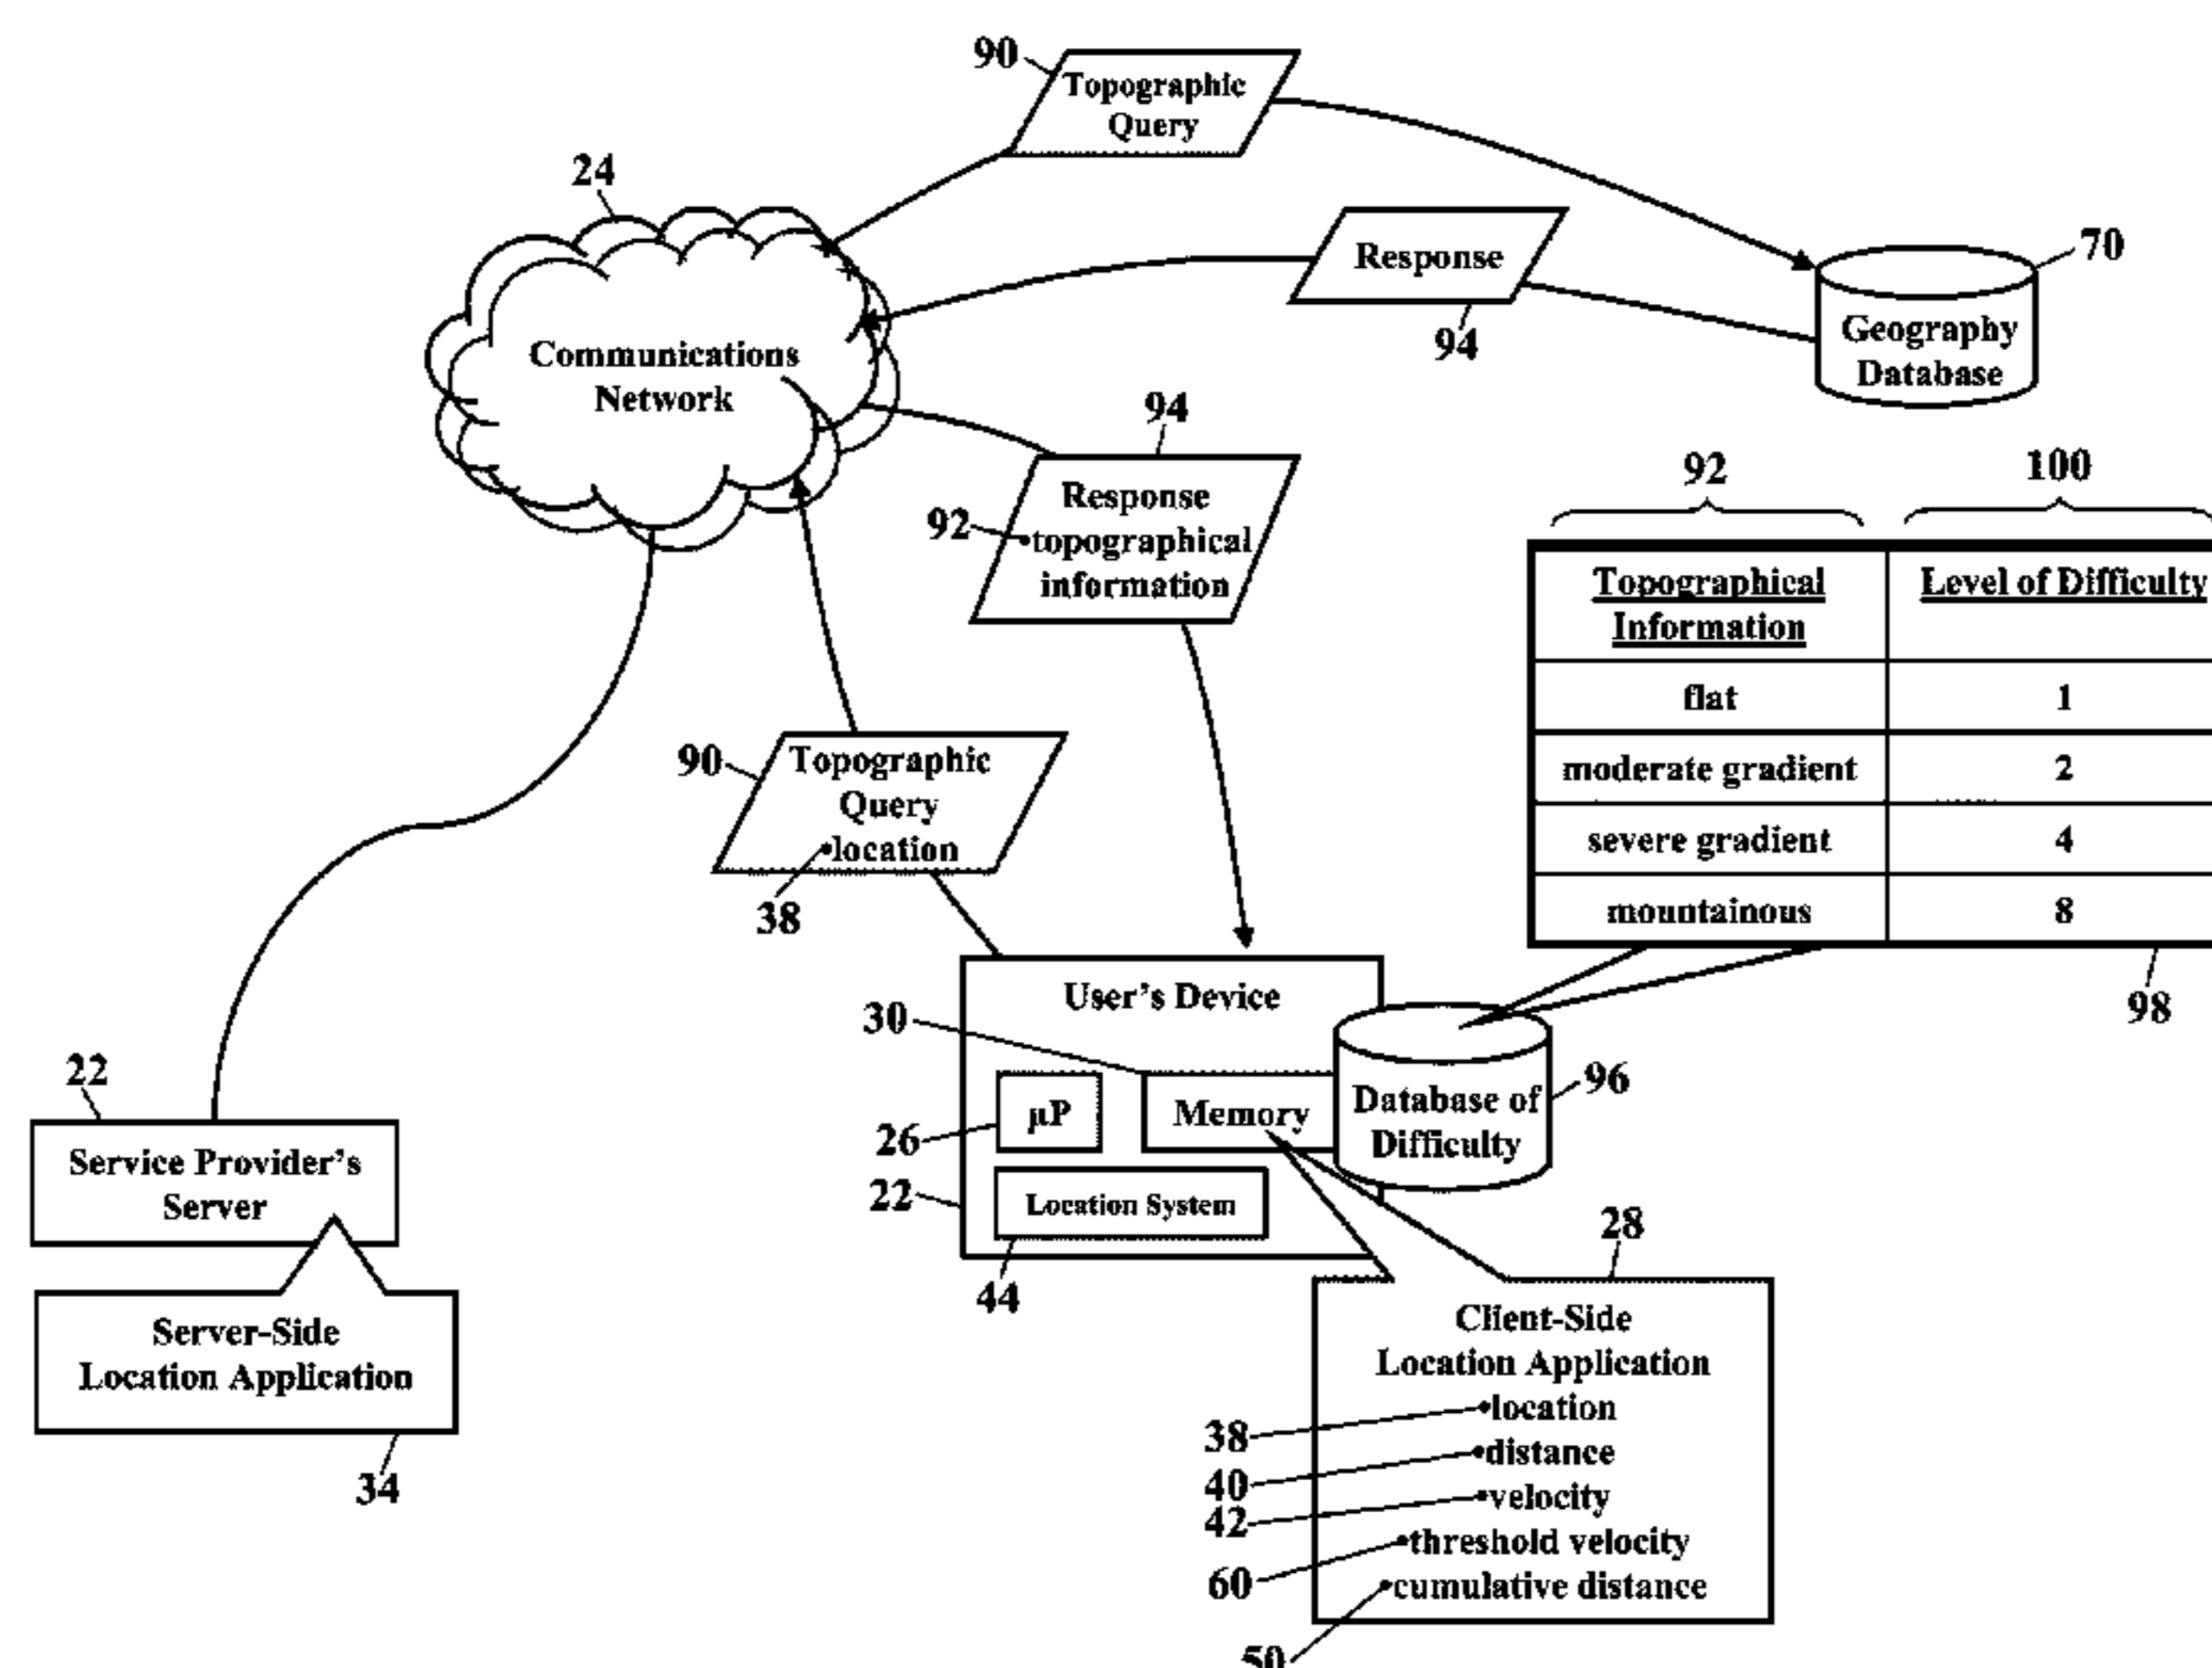 90
Topographic
Query
24
Response
94
70
Geography
Database
Communications
Network
94
Response
92
•topographical
information
92
100
Topographical
Information
Level of Difficulty
flat
1
moderate gradient
2
severe gradient
4
mountainous
8
98
90
Topographic
Query
•location
38
User's Device
30
µP
Memory
26
Database of
Difficulty
96
22
Location System
44
22
Service Provider's
Server
Server-Side
Location Application
34
28
Client-Side
Location Application
•location
38
•distance
40
•velocity
42
•threshold velocity
60
•cumulative distance
50